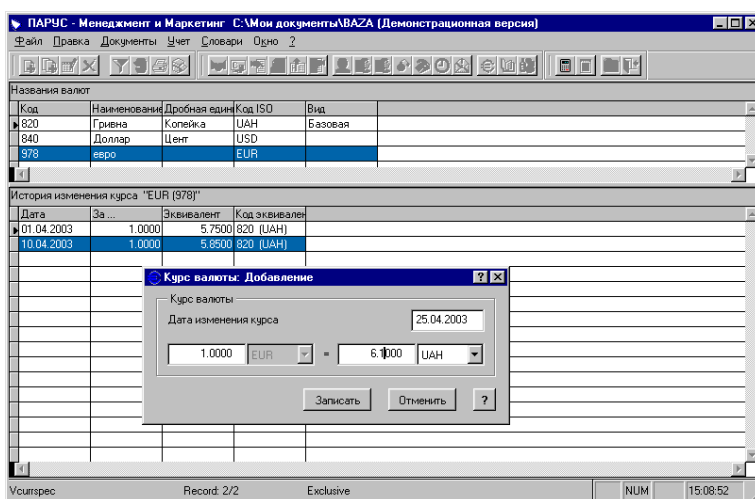 ПАРУС - Менеджмент и Маркетинг C:\Мои документы\BAZA (Демонстрационная версия)
Файл Правка Документы Учет Словари Окно ?
Названия валют
Код Наименование Дробная едини Код ISO Вид
820 Гривна Копейка UAH Базовая
840 Доллар Цент USD
978 евро EUR
История изменения курса "EUR (978)"
Дата За ... Эквивалент Код эквивален
01.04.2003 1.0000 5.7500 820 (UAH)
10.04.2003 1.0000 5.8500 820 (UAH)
Курс валюты: Добавление ?
Курс валюты
Дата изменения курса 25.04.2003
1.0000 EUR = 6.1000 UAH
Записать Отменить ?
Vcurrspec Record: 2/2 Exclusive NUM 15:08:52